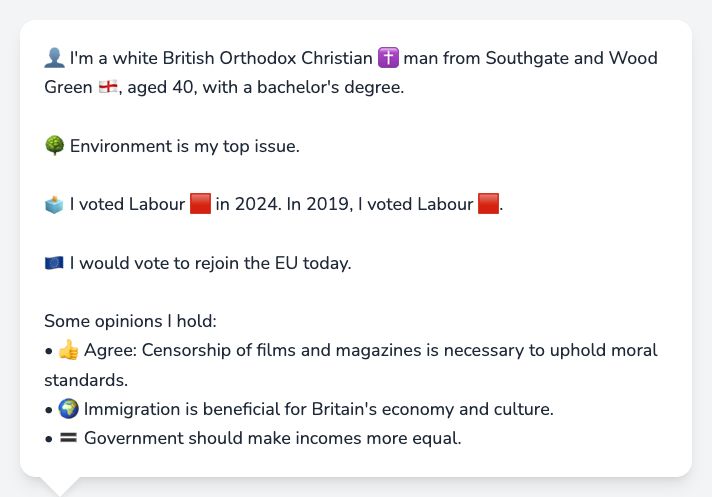 👤 I'm a white British Orthodox Christian ✝️ man from Southgate and Wood
Green 🏴󠁧󠁢󠁥󠁮󠁧󠁿, aged 40, with a bachelor's degree.
🌳 Environment is my top issue.
🗳️ I voted Labour 🟥 in 2024. In 2019, I voted Labour 🟥.
🇪🇺 I would vote to rejoin the EU today.
Some opinions I hold:
• 👍 Agree: Censorship of films and magazines is necessary to uphold moral
standards.
• 🌍 Immigration is beneficial for Britain's economy and culture.
• 🟰 Government should make incomes more equal.